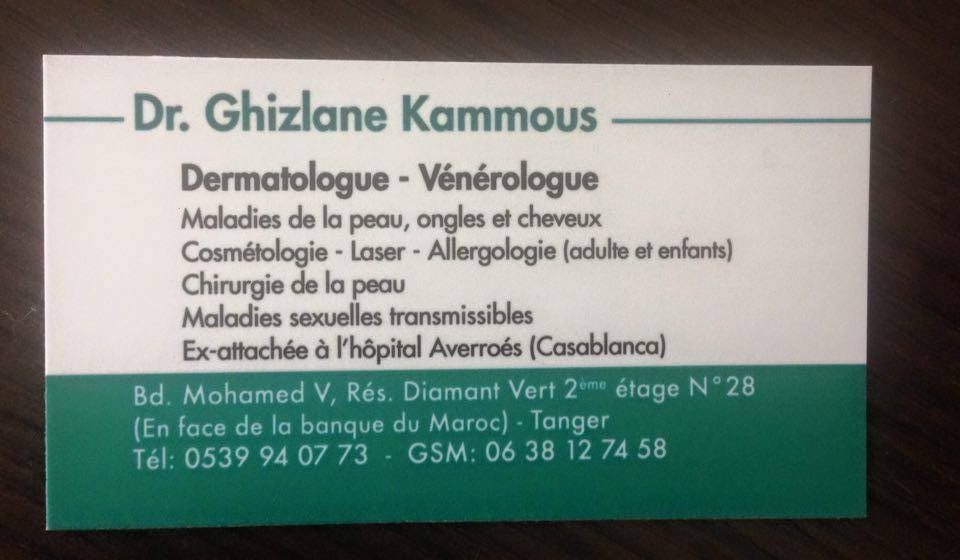 Dr. Ghizlane Kammous
Dermatologue - Vénérologue
Maladies de la peau, ongles et cheveux
Cosmétologie - Laser - Allergologie (adulte et enfants)
Chirurgie de la peau
Maladies sexuelles transmissibles
Ex-attachée à l'hôpital Averroés (Casablanca)
Bd. Mohamed V, Rés. Diamant Vert 2ème étage N°28
(En face de la banque du Maroc) - Tanger
Tél: 0539 94 07 73 - GSM: 06 38 12 74 58